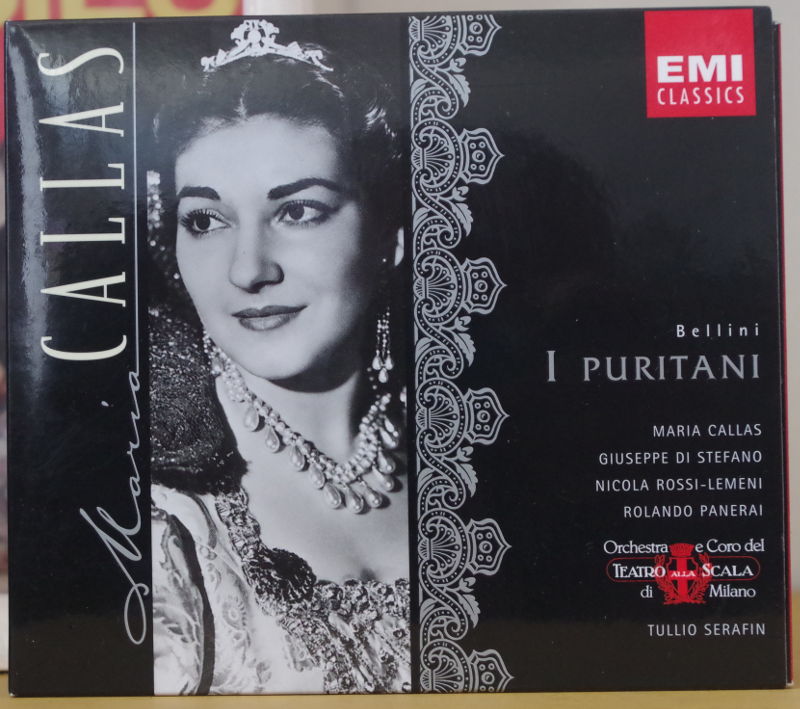 Maria CALLAS
EMI
CLASSICS
Bellini
I PURITANI
MARIA CALLAS
GIUSEPPE DI STEFANO
NICOLA ROSSI-LEMENI
ROLANDO PANERAI
Orchestra e Coro del
TEATRO ALLA SCALA
di Milano
TULLIO SERAFIN